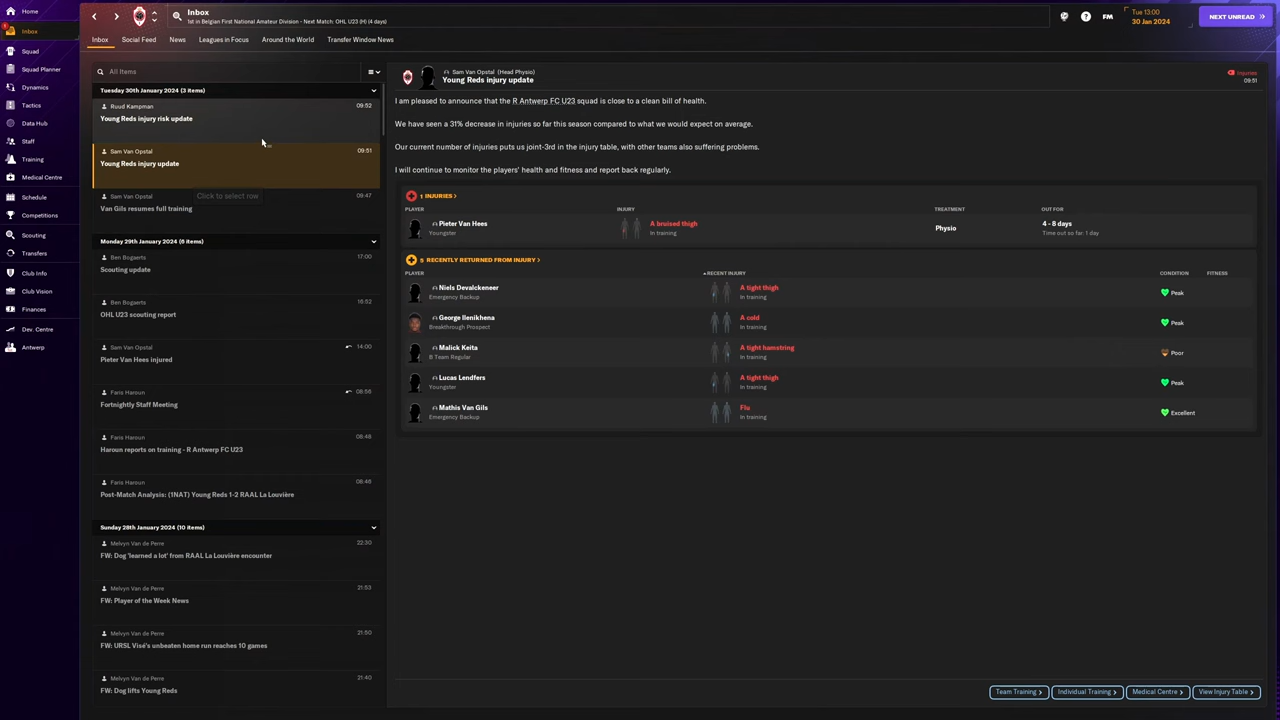 Home
Inbox
Squad
Squad Planner
Dynamics
Tactics
Data Hub
Staff
Training
Medical Centre
Schedule
Competitions
Scouting
Transfers
Club Info
Club Vision
Finances
Dev. Centre
Antwerp
Inbox
1st in Belgian First National Amateur Division - Next Match: OHL U23 (H) (4 days)
FM
Tue 13:00
30 Jan 2024
NEXT UNREAD
Inbox Social Feed News Leagues in Focus Around the World Transfer Window News
All Items
Tuesday 30th January 2024 (3 items)
Ruud Kampman 09:52
Young Reds injury risk update
Sam Van Opstal 09:51
Young Reds injury update
Click to select row
Sam Van Opstal 09:47
Van Gils resumes full training
Monday 29th January 2024 (6 items)
Ben Bogaerts 17:00
Scouting update
Ben Bogaerts 16:52
OHL U23 scouting report
Sam Van Opstal 14:00
Pieter Van Hees injured
Faris Haroun 08:56
Fortnightly Staff Meeting
Faris Haroun 08:48
Haroun reports on training - R Antwerp FC U23
Faris Haroun 08:46
Post-Match Analysis: (1NAT) Young Reds 1-2 RAAL La Louvière
Sunday 28th January 2024 (10 items)
Melvyn Van de Perre 22:30
FW: Dog 'learned a lot' from RAAL La Louvière encounter
Melvyn Van de Perre 21:53
FW: Player of the Week News
Melvyn Van de Perre 21:50
FW: URSL Visé's unbeaten home run reaches 10 games
Melvyn Van de Perre 21:40
FW: Dog lifts Young Reds
Sam Van Opstal (Head Physio)
Young Reds injury update
Injuries
09:51
I am pleased to announce that the R Antwerp FC U23 squad is close to a clean bill of health.
We have seen a 31% decrease in injuries so far this season compared to what we would expect on average.
Our current number of injuries puts us joint-3rd in the injury table, with other teams also suffering problems.
I will continue to monitor the players' health and fitness and report back regularly.
1 INJURIES >
PLAYER INJURY TREATMENT OUT FOR
Pieter Van Hees A bruised thigh Physio 4 - 8 days
Youngster In training Time out so far: 1 day
5 RECENTLY RETURNED FROM INJURY >
PLAYER RECENT INJURY CONDITION FITNESS
Niels Devalckeneer A tight thigh Peak
Emergency Backup In training
George Ilenikhena A cold Peak
Breakthrough Prospect In training
Malick Keita A tight hamstring Poor
B Team Regular In training
Lucas Lendfers A tight thigh Peak
Youngster In training
Mathis Van Gils Flu Excellent
Emergency Backup In training
Team Training > Individual Training > Medical Centre > View Injury Table >